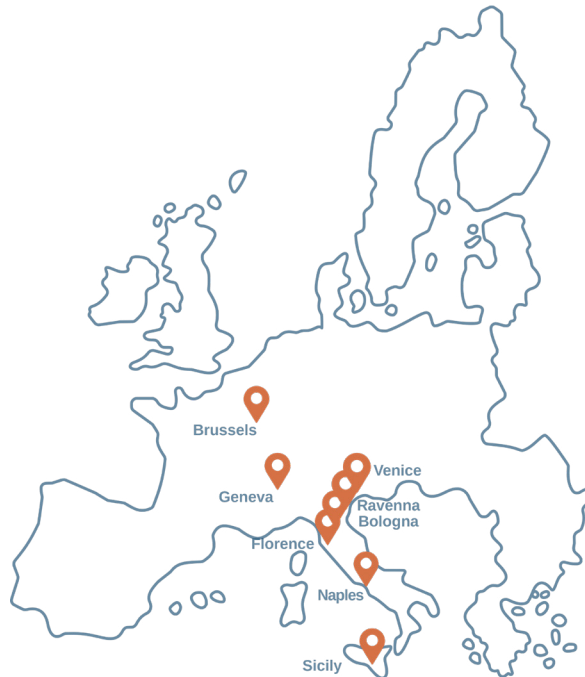 Brussels
Venice
Geneva
Ravenna
Bologna
Florence
Naples
Sicily